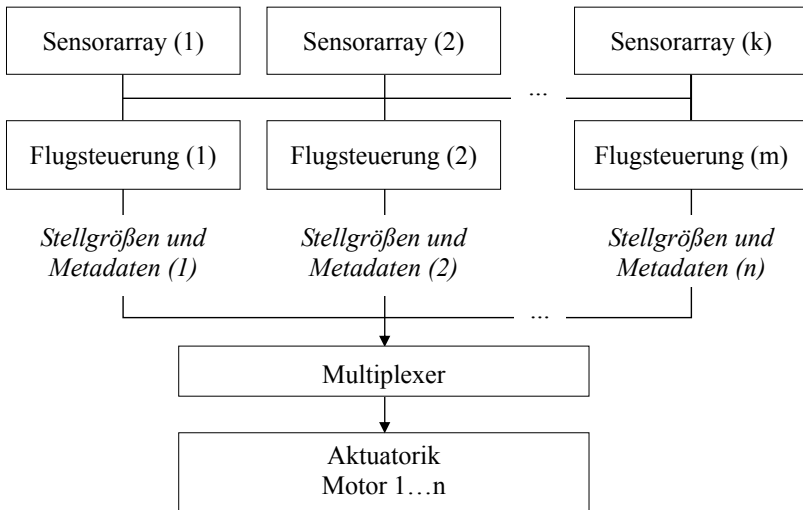 Sensorarray (1)
Sensorarray (2)
Sensorarray (k)
...
Flugsteuerung (1)
Flugsteuerung (2)
Flugsteuerung (m)
Stellgrößen und
Metadaten (1)
Stellgrößen und
Metadaten (2)
Stellgrößen und
Metadaten (n)
...
Multiplexer
Aktuatorik
Motor 1…n